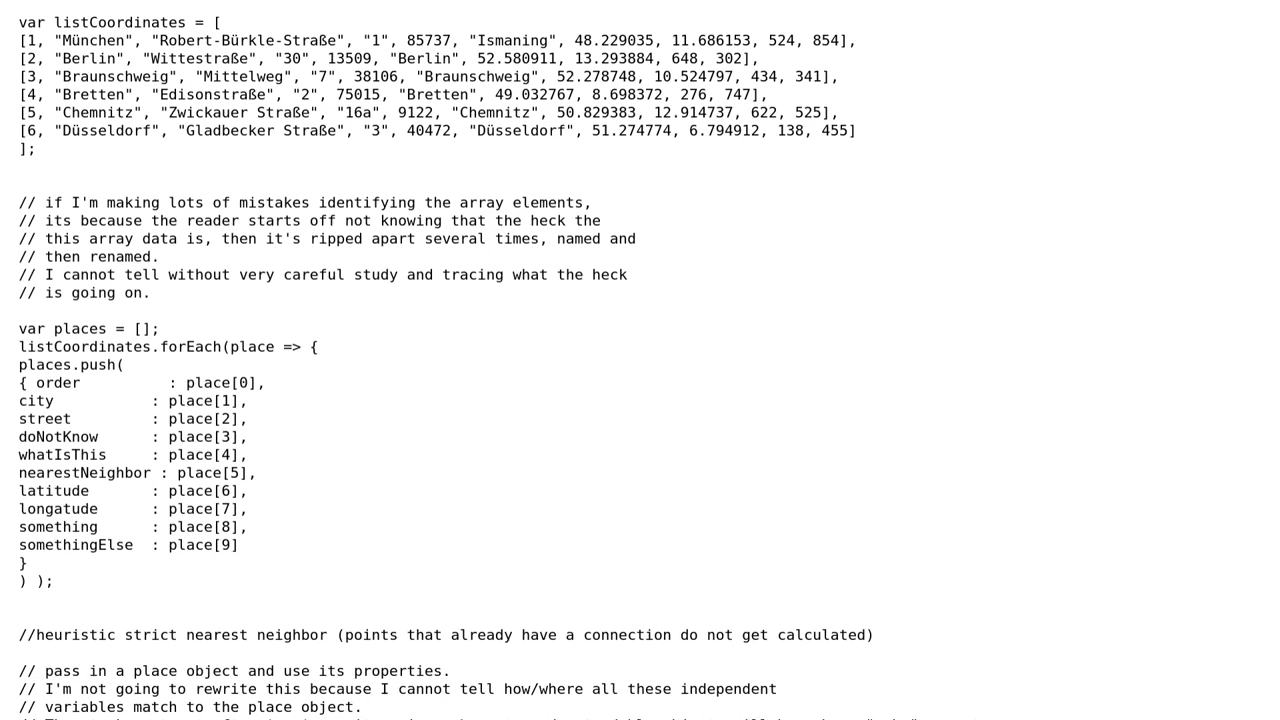 var listCoordinates = [
[1, "München", "Robert-Bürkle-Straße", "1", 85737, "Ismaning", 48.229035, 11.686153, 524, 854],
[2, "Berlin", "Wittestraße", "30", 13509, "Berlin", 52.580911, 13.293884, 648, 302],
[3, "Braunschweig", "Mittelweg", "7", 38106, "Braunschweig", 52.278748, 10.524797, 434, 341],
[4, "Bretten", "Edisonstraße", "2", 75015, "Bretten", 49.032767, 8.698372, 276, 747],
[5, "Chemnitz", "Zwickauer Straße", "16a", 9122, "Chemnitz", 50.829383, 12.914737, 622, 525],
[6, "Düsseldorf", "Gladbecker Straße", "3", 40472, "Düsseldorf", 51.274774, 6.794912, 138, 455]
];
// if I'm making lots of mistakes identifying the array elements,
// its because the reader starts off not knowing that the heck the
// this array data is, then it's ripped apart several times, named and
// then renamed.
// I cannot tell without very careful study and tracing what the heck
// is going on.
var places = [];
listCoordinates.forEach(place => {
places.push(
{ order          : place[0],
city           : place[1],
street         : place[2],
doNotKnow      : place[3],
whatIsThis     : place[4],
nearestNeighbor : place[5],
latitude       : place[6],
longatude      : place[7],
something      : place[8],
somethingElse  : place[9]
}
) );
//heuristic strict nearest neighbor (points that already have a connection do not get calculated)
// pass in a place object and use its properties.
// I'm not going to rewrite this because I cannot tell how/where all these independent
// variables match to the place object.